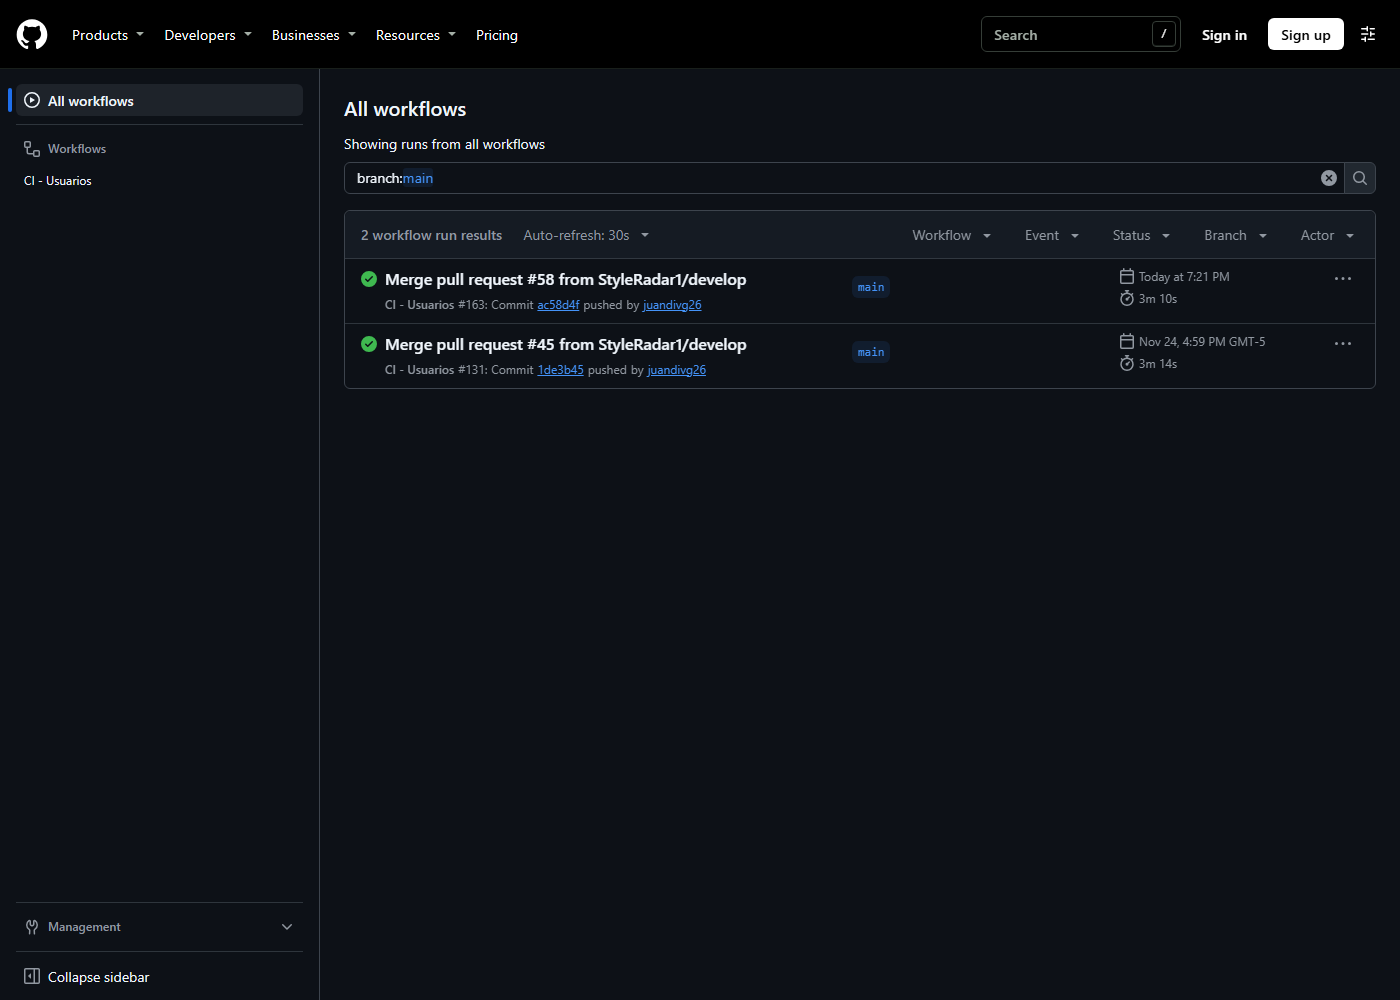 Products
Developers
Businesses
Resources
Pricing
Search
/
Sign in
Sign up
All workflows
Workflows
CI - Usuarios
Management
Collapse sidebar
All workflows
Showing runs from all workflows
branch:main
2 workflow run results
Auto-refresh: 30s
Workflow
Event
Status
Branch
Actor
Merge pull request #58 from StyleRadar1/develop
CI - Usuarios #163: Commit ac58d4f pushed by juandivg26
main
Today at 7:21 PM
3m 10s
Merge pull request #45 from StyleRadar1/develop
CI - Usuarios #131: Commit 1de3b45 pushed by juandivg26
main
Nov 24, 4:59 PM GMT-5
3m 14s